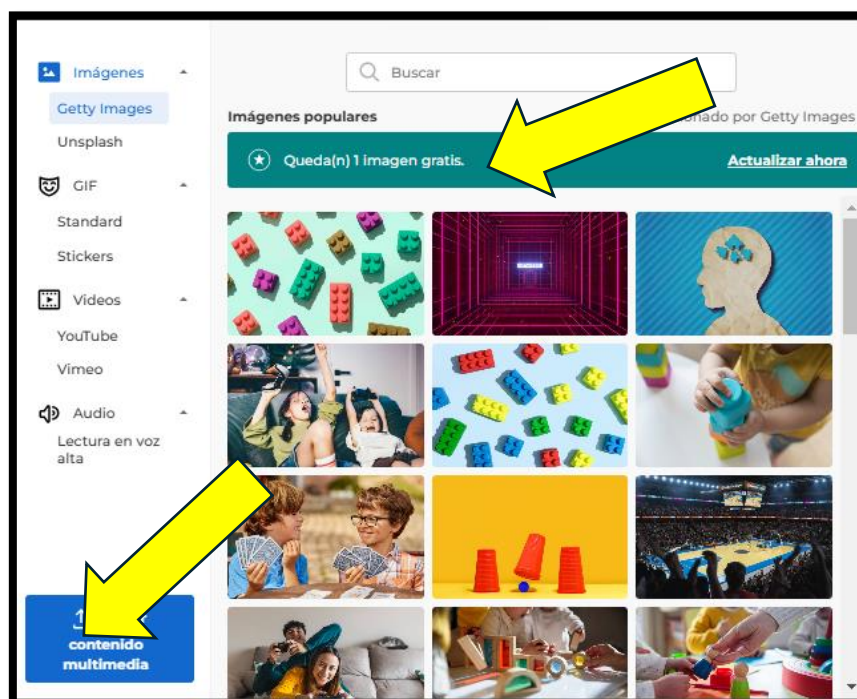 Imágenes
Getty Images
Unsplash
GIF
Standard
Stickers
Videos
YouTube
Vimeo
Audio
Lectura en voz
alta
contenido
multimedia
Buscar
Imágenes populares
por Getty Images
Queda(n) 1 imagen gratis.
Actualizar ahora